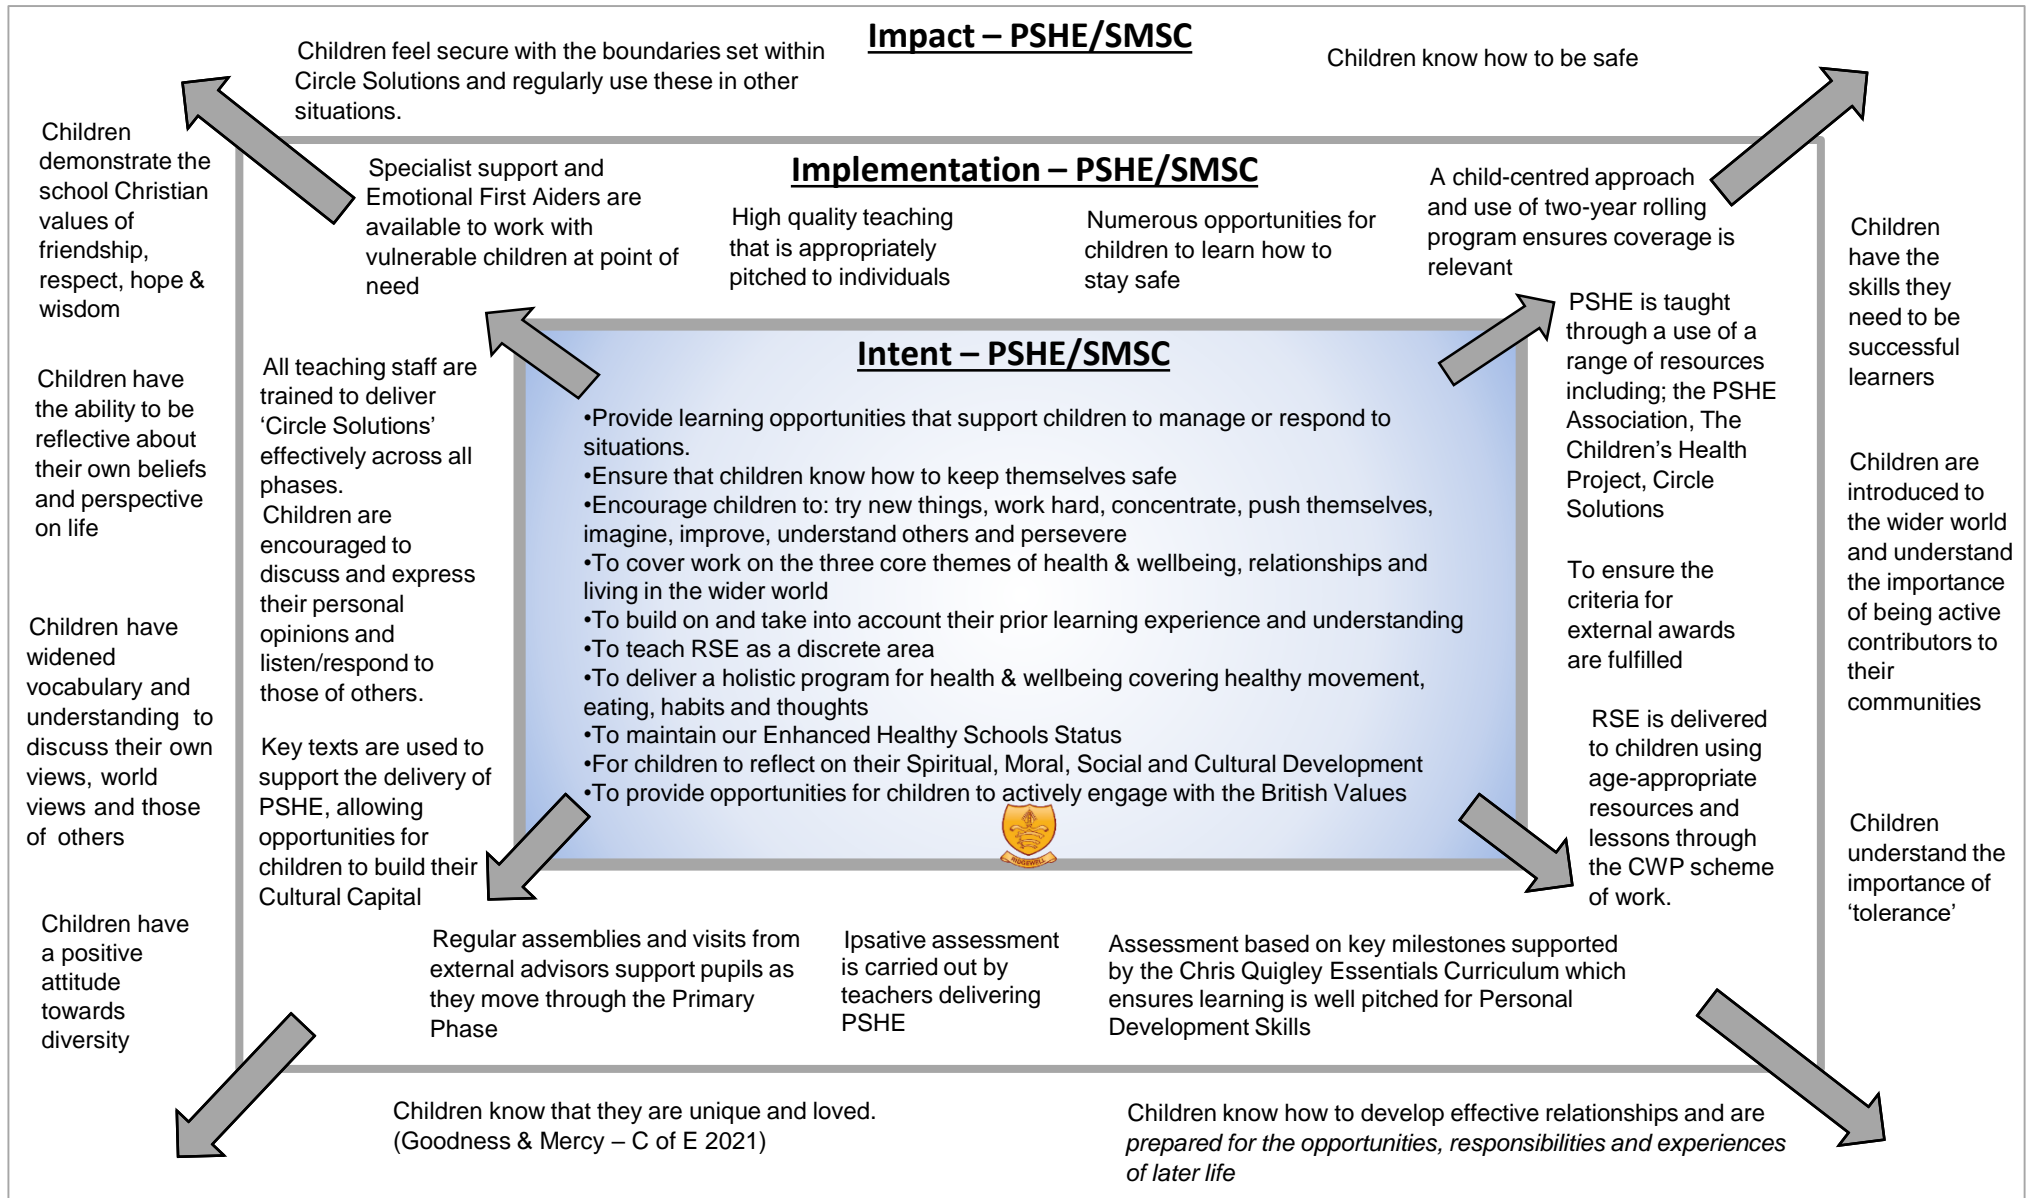 Impact – PSHE/SMSC
Children feel secure with the boundaries set within
Circle Solutions and regularly use these in other
situations.
Children know how to be safe
Children
demonstrate the
school Christian
values of
friendship,
respect, hope &
wisdom
Children have
the ability to be
reflective about
their own beliefs
and perspective
on life
Children have
widened
vocabulary and
understanding to
discuss their own
views, world
views and those
of others
Children have
a positive
attitude
towards
diversity
Implementation – PSHE/SMSC
Specialist support and
Emotional First Aiders are
available to work with
vulnerable children at point of
need
High quality teaching
that is appropriately
pitched to individuals
Numerous opportunities for
children to learn how to
stay safe
A child-centred approach
and use of two-year rolling
program ensures coverage is
relevant
All teaching staff are
trained to deliver
‘Circle Solutions’
effectively across all
phases.
Children are
encouraged to
discuss and express
their personal
opinions and
listen/respond to
those of others.
Key texts are used to
support the delivery of
PSHE, allowing
opportunities for
children to build their
Cultural Capital
Intent – PSHE/SMSC
•Provide learning opportunities that support children to manage or respond to
situations.
•Ensure that children know how to keep themselves safe
•Encourage children to: try new things, work hard, concentrate, push themselves,
imagine, improve, understand others and persevere
•To cover work on the three core themes of health & wellbeing, relationships and
living in the wider world
•To build on and take into account their prior learning experience and understanding
•To teach RSE as a discrete area
•To deliver a holistic program for health & wellbeing covering healthy movement,
eating, habits and thoughts
•To maintain our Enhanced Healthy Schools Status
•For children to reflect on their Spiritual, Moral, Social and Cultural Development
•To provide opportunities for children to actively engage with the British Values
RIDGEWELL
PSHE is taught
through a use of a
range of resources
including; the PSHE
Association, The
Children’s Health
Project, Circle
Solutions
To ensure the
criteria for
external awards
are fulfilled
RSE is delivered
to children using
age-appropriate
resources and
lessons through
the CWP scheme
of work.
Regular assemblies and visits from
external advisors support pupils as
they move through the Primary
Phase
Ipsative assessment
is carried out by
teachers delivering
PSHE
Assessment based on key milestones supported
by the Chris Quigley Essentials Curriculum which
ensures learning is well pitched for Personal
Development Skills
Children
have the
skills they
need to be
successful
learners
Children are
introduced to
the wider world
and understand
the importance
of being active
contributors to
their
communities
Children
understand the
importance of
‘tolerance’
Children know that they are unique and loved.
(Goodness & Mercy – C of E 2021)
Children know how to develop effective relationships and are
prepared for the opportunities, responsibilities and experiences
of later life